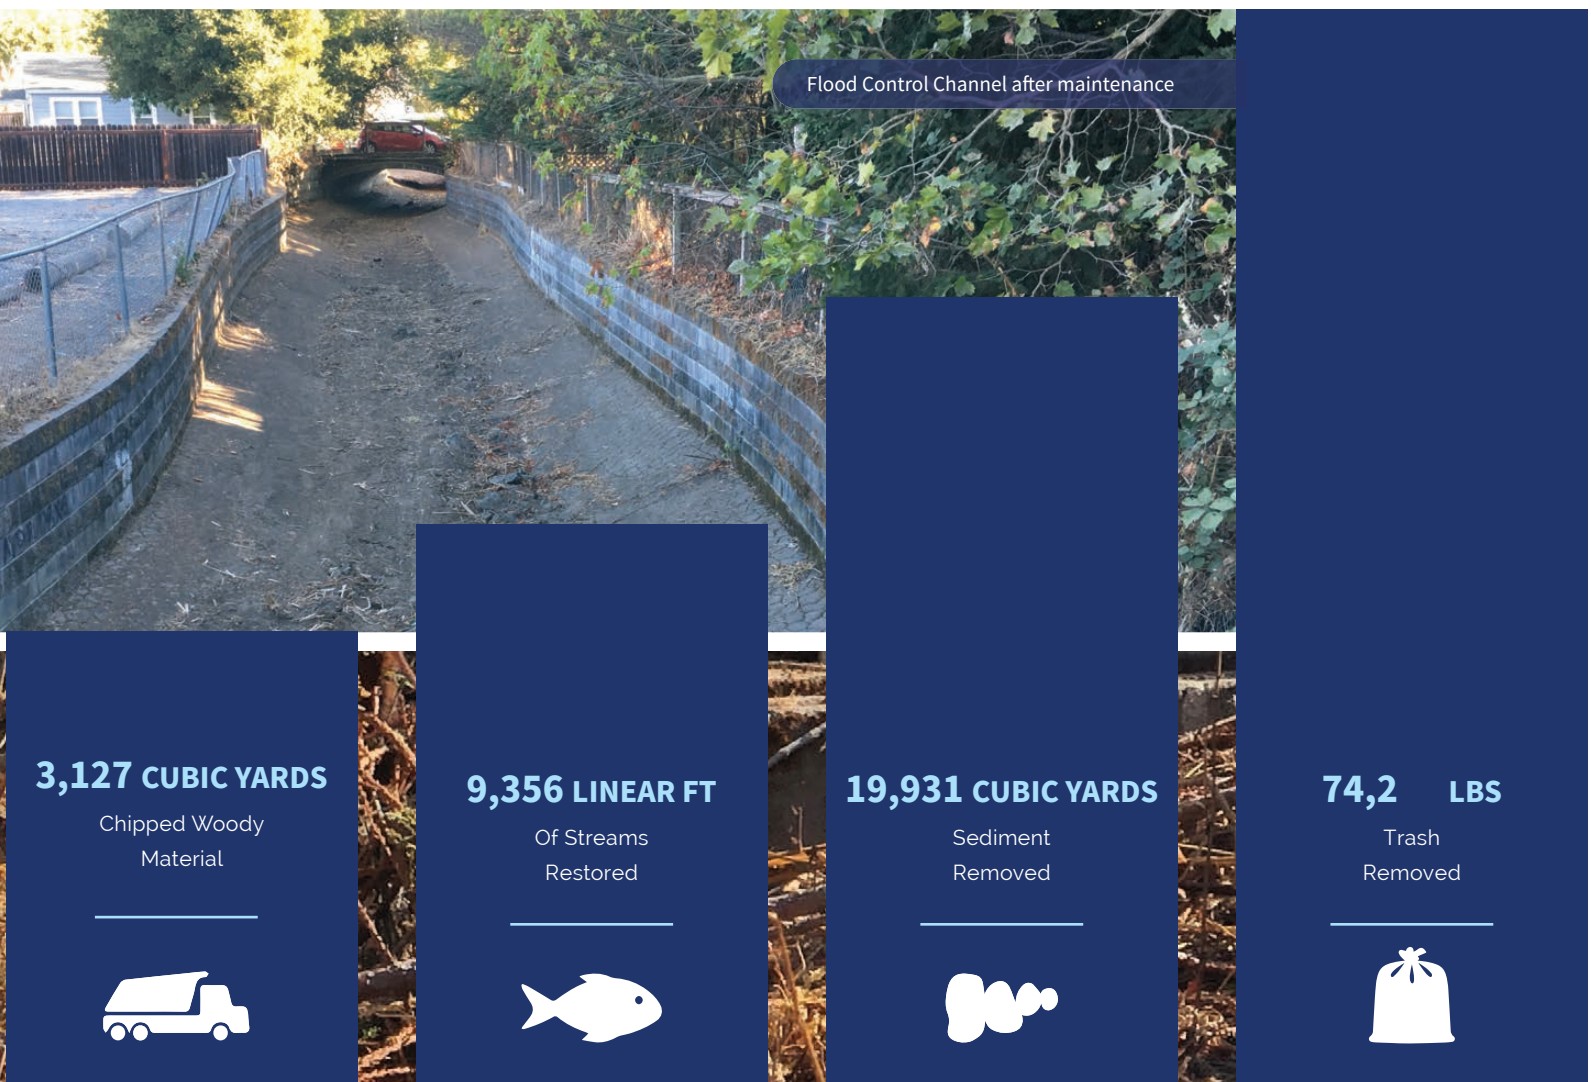 Flood Control Channel after maintenance
3,127 CUBIC YARDS
Chipped Woody
Material
9,356 LINEAR FT
Of Streams
Restored
19,931 CUBIC YARDS
Sediment
Removed
74,2 LBS
Trash
Removed